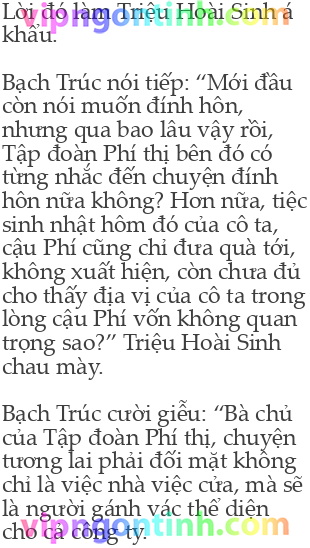 Lời đó làm Triệu Hoài Sinh á
khẩu.
vipngontinh.com
Bạch Trúc nói tiếp: “Mới đầu
còn nói muốn đính hôn,
nhưng qua bao lâu vậy rồi,
Tập đoàn Phí thị bên đó có
từng nhắc đến chuyện đính
hôn nữa không? Hơn nữa, tiệc
sinh nhật hôm đó của cô ta,
cậu Phí cũng chỉ đưa quà tới,
không xuất hiện, còn chưa đủ
cho thấy địa vị của cô ta trong
lòng cậu Phí vốn không quan
trọng sao?” Triệu Hoài Sinh
chau mày.
Bạch Trúc cười giễu: “Bà chủ
của Tập đoàn Phí thị, chuyện
tương lai phải đối mặt không
chỉ là việc nhà việc cửa, mà sẽ
là người gánh vác thể diện
cho cả công ty.
vipngontinh.com